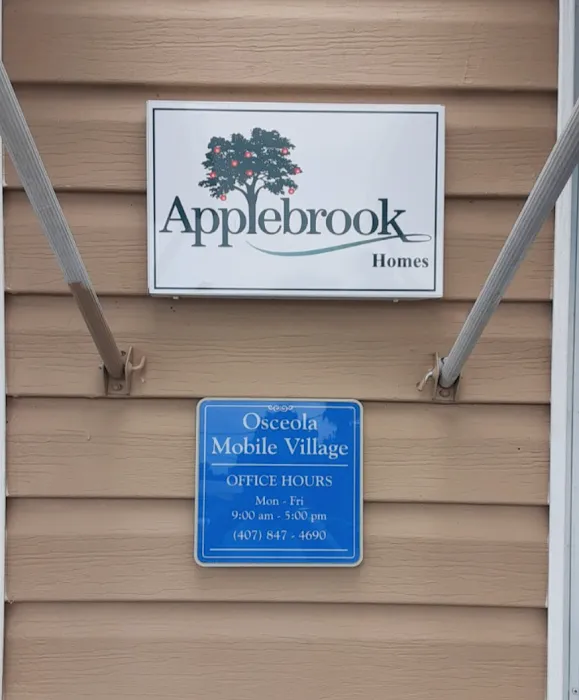 Applebrook
Homes
Osceola
Mobile Village
OFFICE HOURS
Mon - Fri
9:00 am - 5:00 pm
(407) 847 - 4690